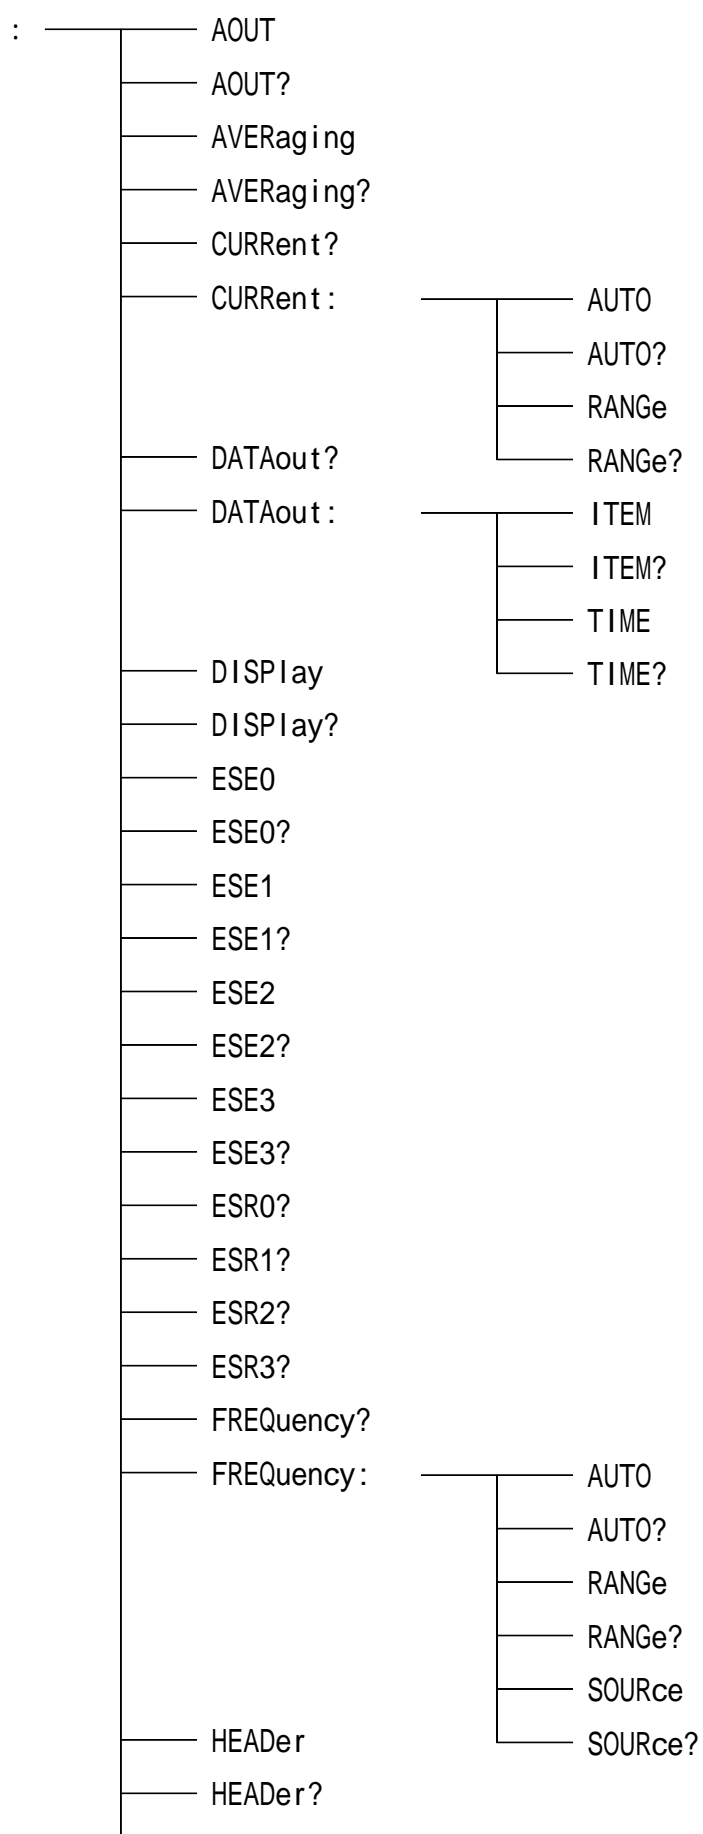 : AOUT
AOUT?
AVERaging
AVERaging?
CURRent?
CURRent: AUTO
AUTO?
RANGe
DATAout? RANGe?
DATAout: ITEM
ITEM?
TIME
DISPlay TIME?
DISPlay?
ESE0
ESE0?
ESE1
ESE1?
ESE2
ESE2?
ESE3
ESE3?
ESR0?
ESR1?
ESR2?
ESR3?
FREQuency?
FREQuency: AUTO
AUTO?
RANGe
RANGe?
SOURce
HEADer SOURce?
HEADer?